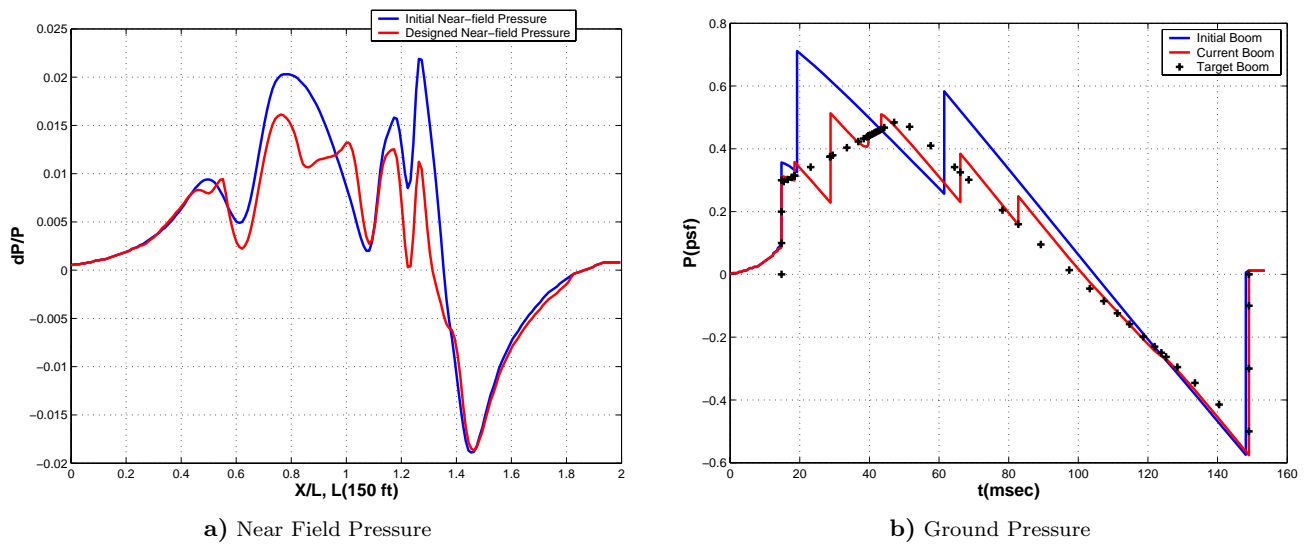 Initial Near-field Pressure
Designed Near-field Pressure
0.025
0.02
0.015
0.01
0.005
0
−0.005
−0.01
−0.015
−0.02
dP/P
0 0.2 0.4 0.6 0.8 1 1.2 1.4 1.6 1.8 2
X/L, L(150 ft)
a) Near Field Pressure
Initial Boom
Current Boom
Target Boom
0.8
0.6
0.4
0.2
0
−0.2
−0.4
−0.6
P(psf)
0 20 40 60 80 100 120 140 160
t(msec)
b) Ground Pressure